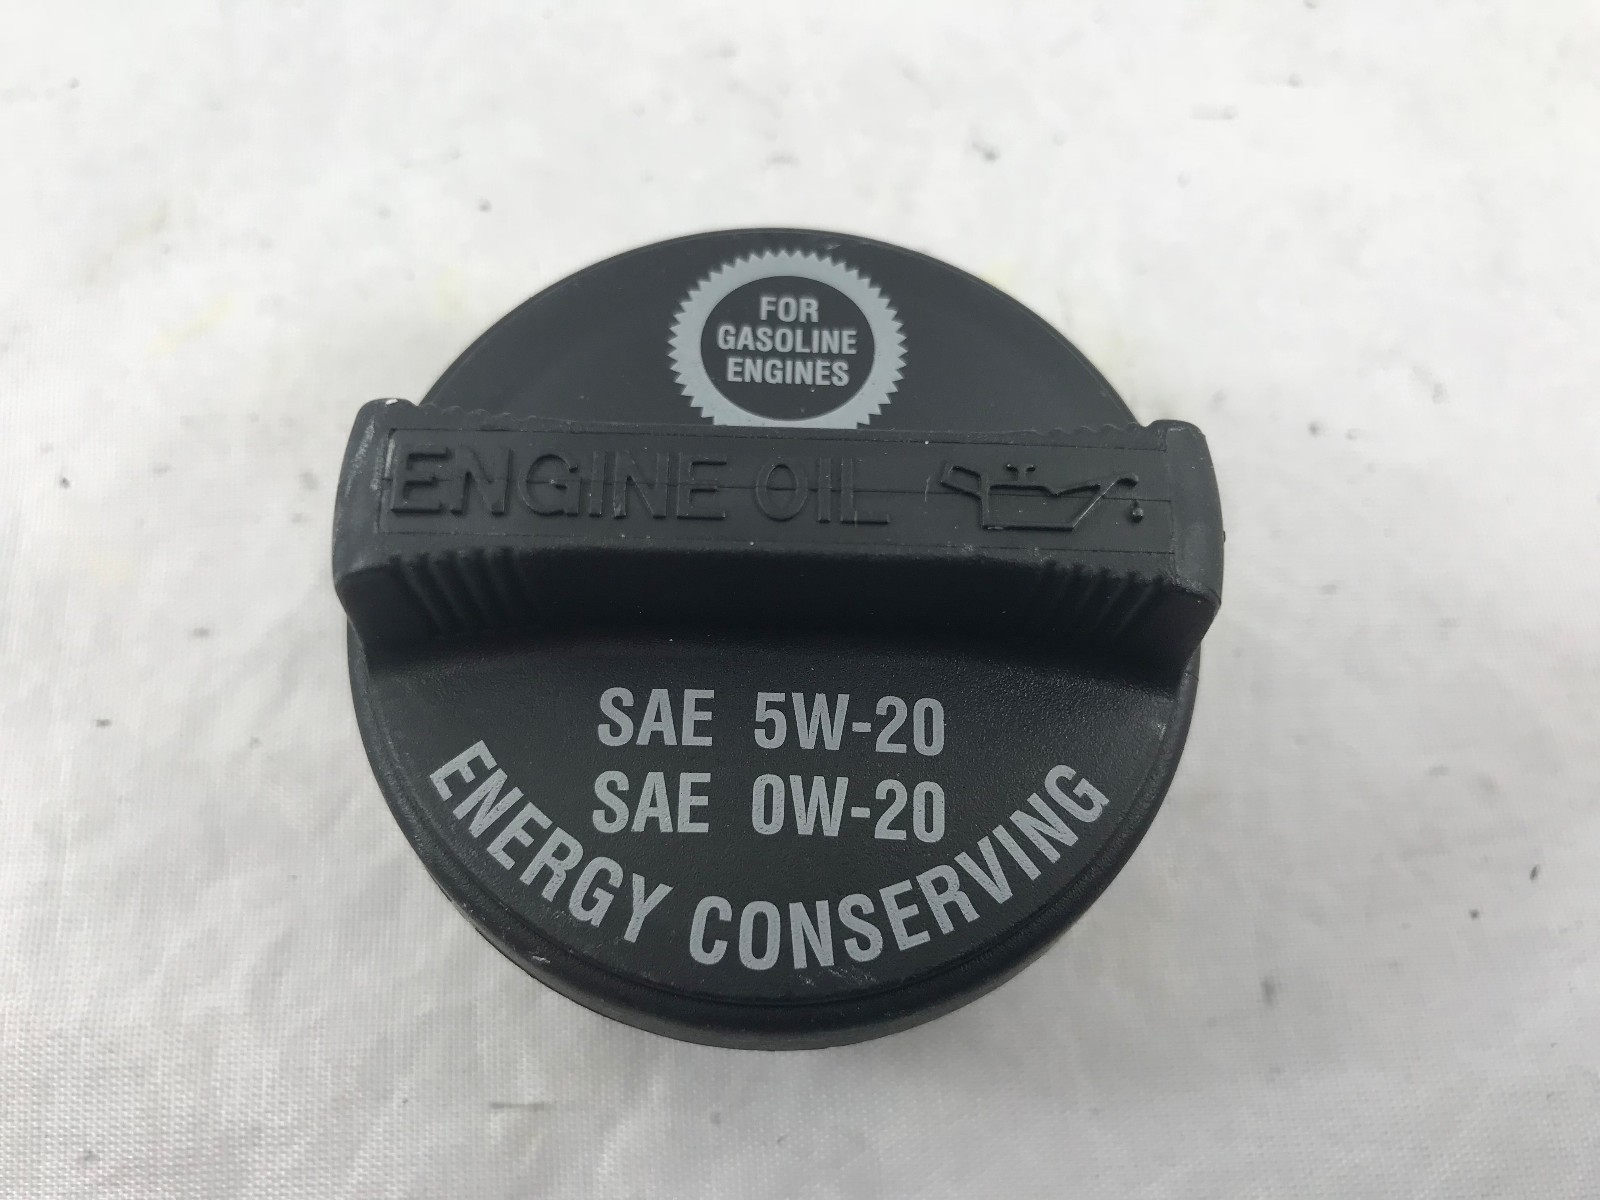 FOR
GASOLINE
ENGINES
ENGINE OIL
SAE 5W-20
SAE 0W-20
ENERGY CONSERVING